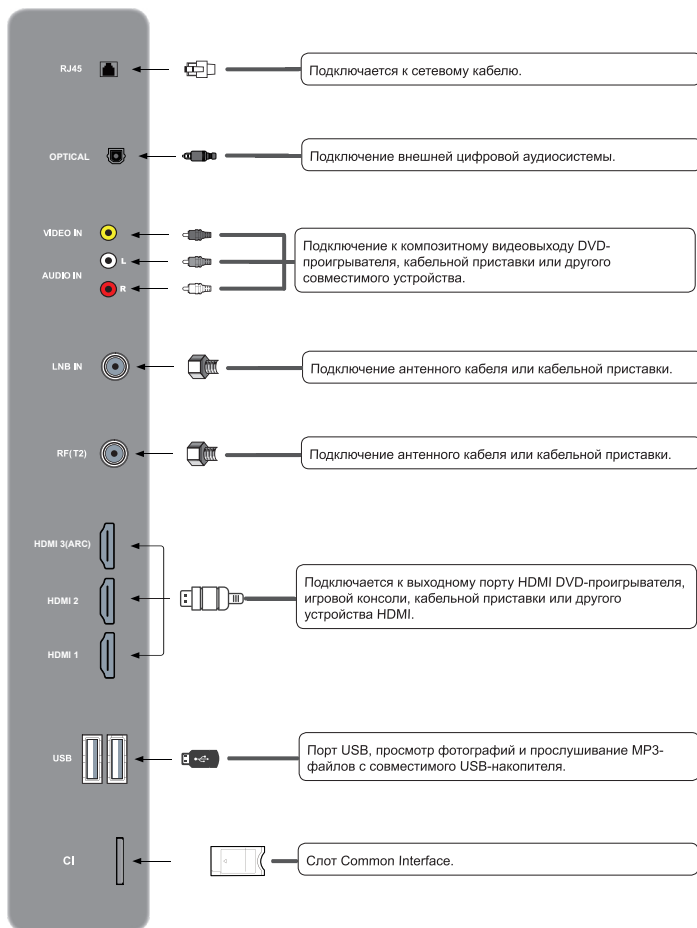 RJ45
Подключается к сетевому кабелю.
OPTICAL
Подключение внешней цифровой аудиосистемы.
VIDEO IN
L
AUDIO IN
R
Подключение к композитному видеовыходу DVD-
проигрывателя, кабельной приставки или другого
совместимого устройства.
LNB IN
Подключение антенного кабеля или кабельной приставки.
RF(T2)
Подключение антенного кабеля или кабельной приставки.
HDMI 3(ARC)
HDMI 2
HDMI 1
Подключается к выходному порту HDMI DVD-проигрывателя,
игровой консоли, кабельной приставки или другого
устройства HDMI.
USB
Порт USB, просмотр фотографий и прослушивание MP3-
файлов с совместимого USB-накопителя.
CI
Слот Common Interface.